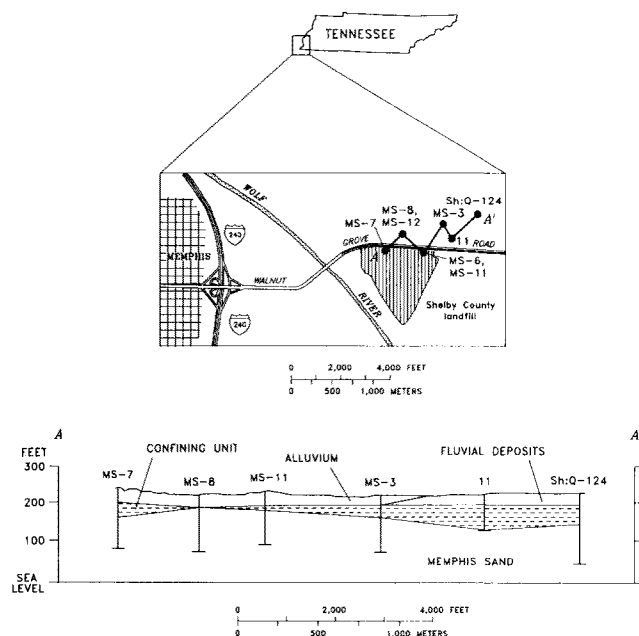 TENNESSEE
WOLF
Sh:Q-124
MS-8,
MS-12
MS-3
A'
MS-7
240
GROVE
11 ROAD
MEMPHIS
A
MS-6,
MS-11
WALNUT
RIVER
Shelby County
landfill
240
0 2,000 4,000 FEET
0 500 1,000 METERS
A A
FEET CONFINING UNIT ALLUVIUM FLUVIAL DEPOSITS
300 MS-7 MS-8 MS-11 MS-3 11 Sh:Q-124
200
100
MEMPHIS SAND
SEA
LEVEL
0 2,000 4,000 FEET
0 500 1,000 METERS